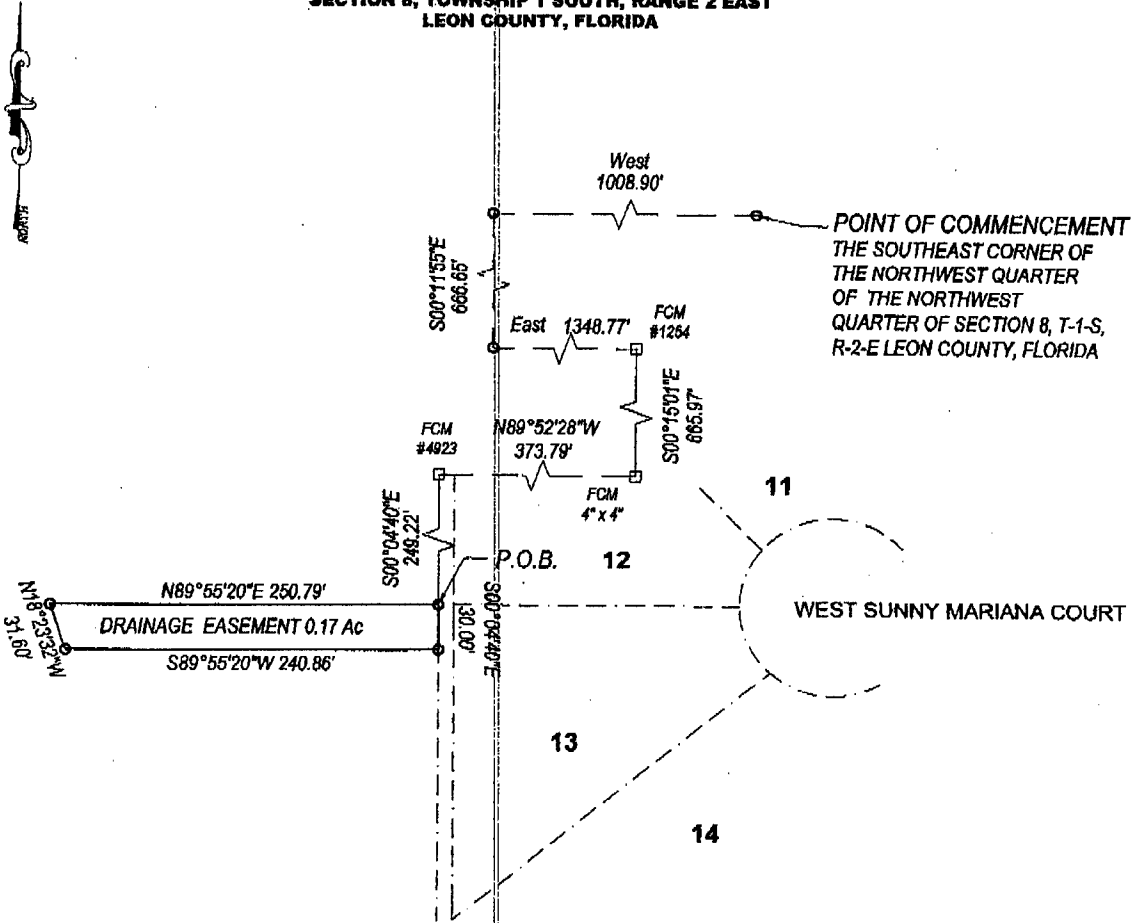 SECTION 8, TOWNSHIP 1 SOUTH, RANGE 2 EAST
LEON COUNTY, FLORIDA
NORTH
West
1008.90'
POINT OF COMMENCEMENT
THE SOUTHEAST CORNER OF
THE NORTHWEST QUARTER
OF THE NORTHWEST
QUARTER OF SECTION 8, T-1-S,
R-2-E LEON COUNTY, FLORIDA
S00°11'55"E
666.65'
East 1348.77'
FCM
#1254
S00°15'01"E
665.97'
FCM
#4923
N89°52'28"W
373.79'
FCM
4" x 4"
11
S00°04'40"E
249.22'
P.O.B.
12
N89°55'20"E 250.79'
DRAINAGE EASEMENT 0.17 Ac
S89°55'20"W 240.86'
N18°23'32"W
31.60'
S00°04'40"E
30.00'
WEST SUNNY MARIANA COURT
13
14